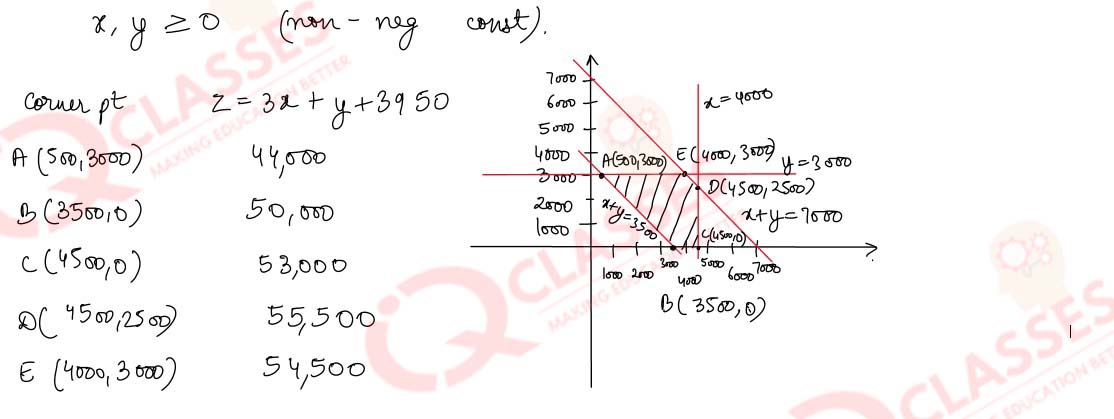 x, y ≥ 0 (non-neg const).
corner pt Z = 3x + y + 3950
A (500, 3000) 44,000
B (3500, 0) 50,000
C (4500, 0) 53,000
D( 4500, 2500) 55,500
E (4000, 3000) 54,500
7000
6000
5000
4000
3000
2000
1000
x = 4000
A(500, 3000)
E (4000, 3000)
y = 3000
D(4500, 2500)
x+y = 7000
x+y = 3500
C(4500, 0)
1000 2000 3000 4000 5000 6000 7000
B( 3500, 0)
CLASSES
MAKING EDUCATION BETTER
CLASSES
MAKING EDUCATION
CLASSES
MAKING EDUCATION BETTER
CLASSES
EDUCATION BETTER